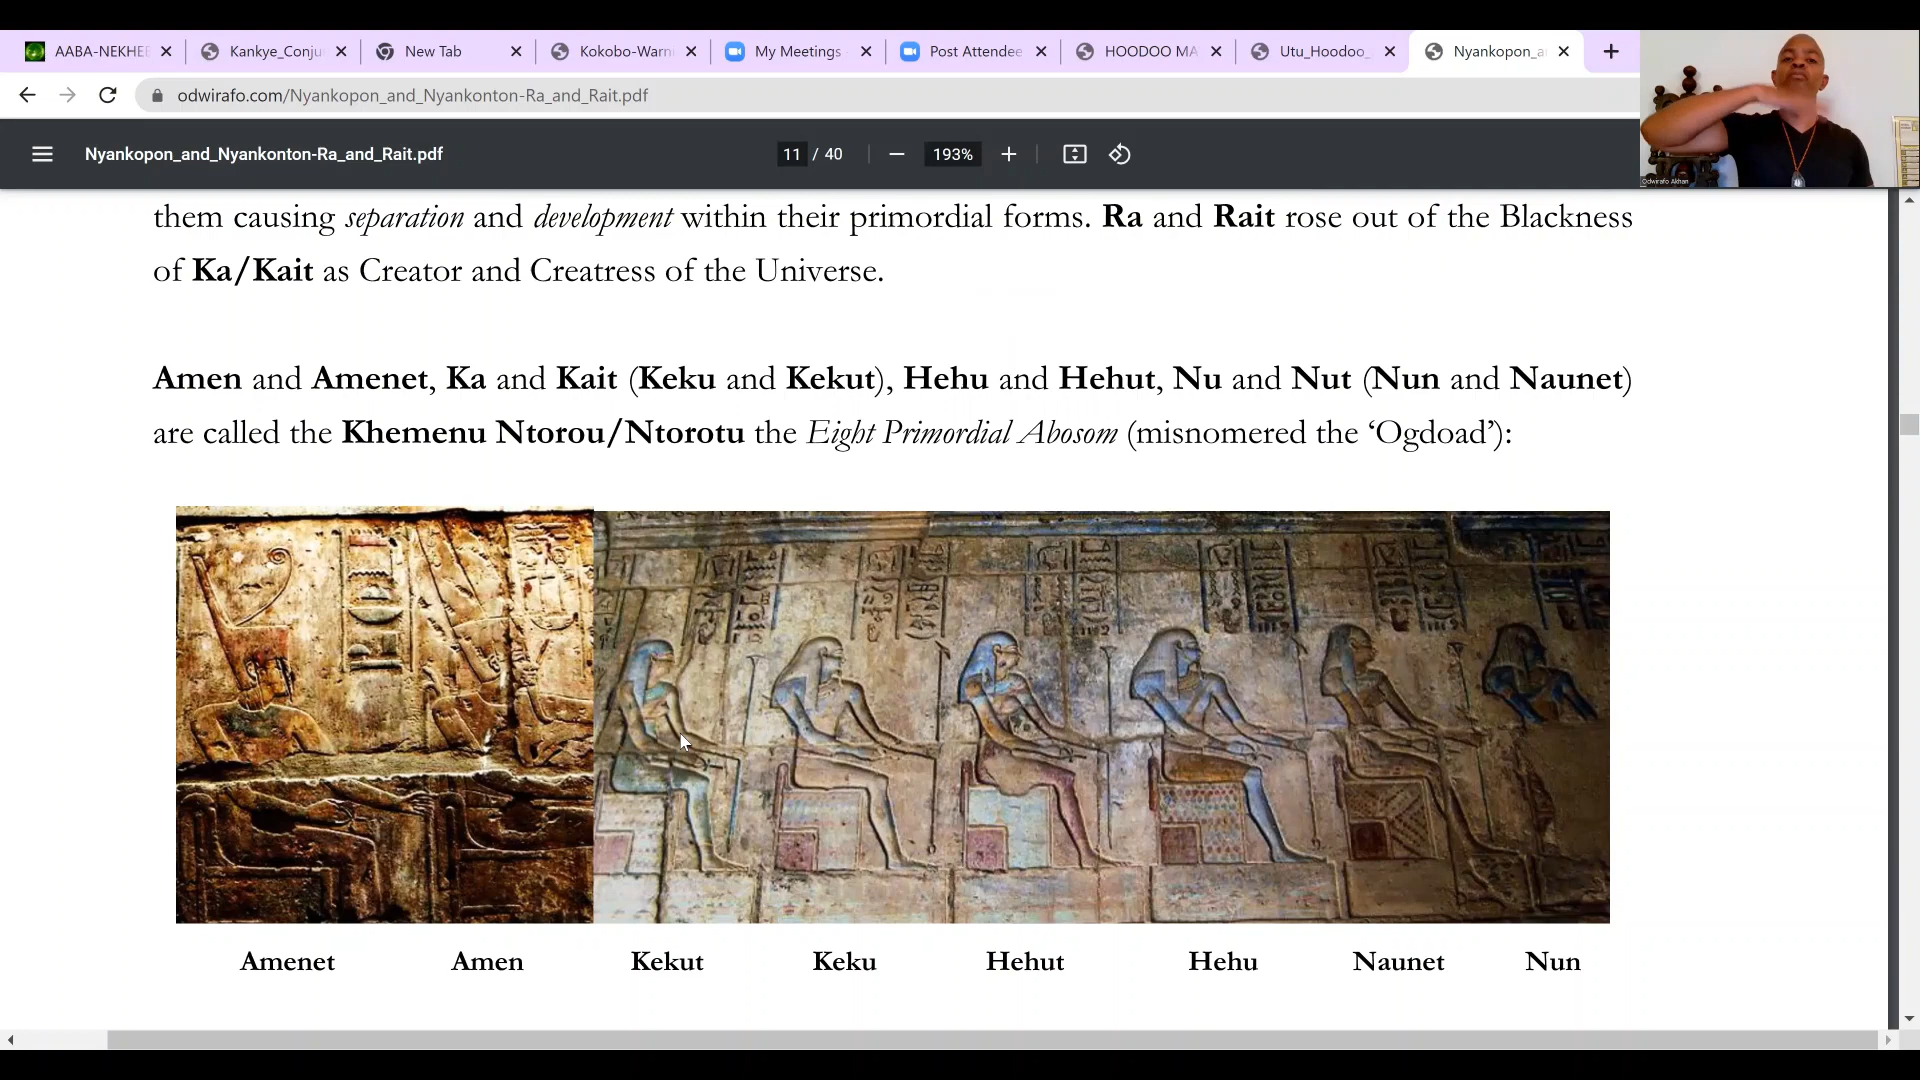 AABA-NEKHEB
Kankye_Conju
New Tab
Kokobo-Warn
My Meetings -
Post Attendee
HOODOO MA
Utu_Hoodoo_
Nyankopon_a
odwirafo.com/Nyankopon_and_Nyankonton-Ra_and_Rait.pdf
Nyankopon_and_Nyankonton-Ra_and_Rait.pdf
11 / 40
193%
Odwirafo Akhan
them causing separation and development within their primordial forms. Ra and Rait rose out of the Blackness
of Ka/Kait as Creator and Creatress of the Universe.
Amen and Amenet, Ka and Kait (Keku and Kekut), Hehu and Hehut, Nu and Nut (Nun and Naunet)
are called the Khemenu Ntorou/Ntorotu the Eight Primordial Abosom (misnomered the ‘Ogdoad’):
Amenet Amen Kekut Keku Hehut Hehu Naunet Nun